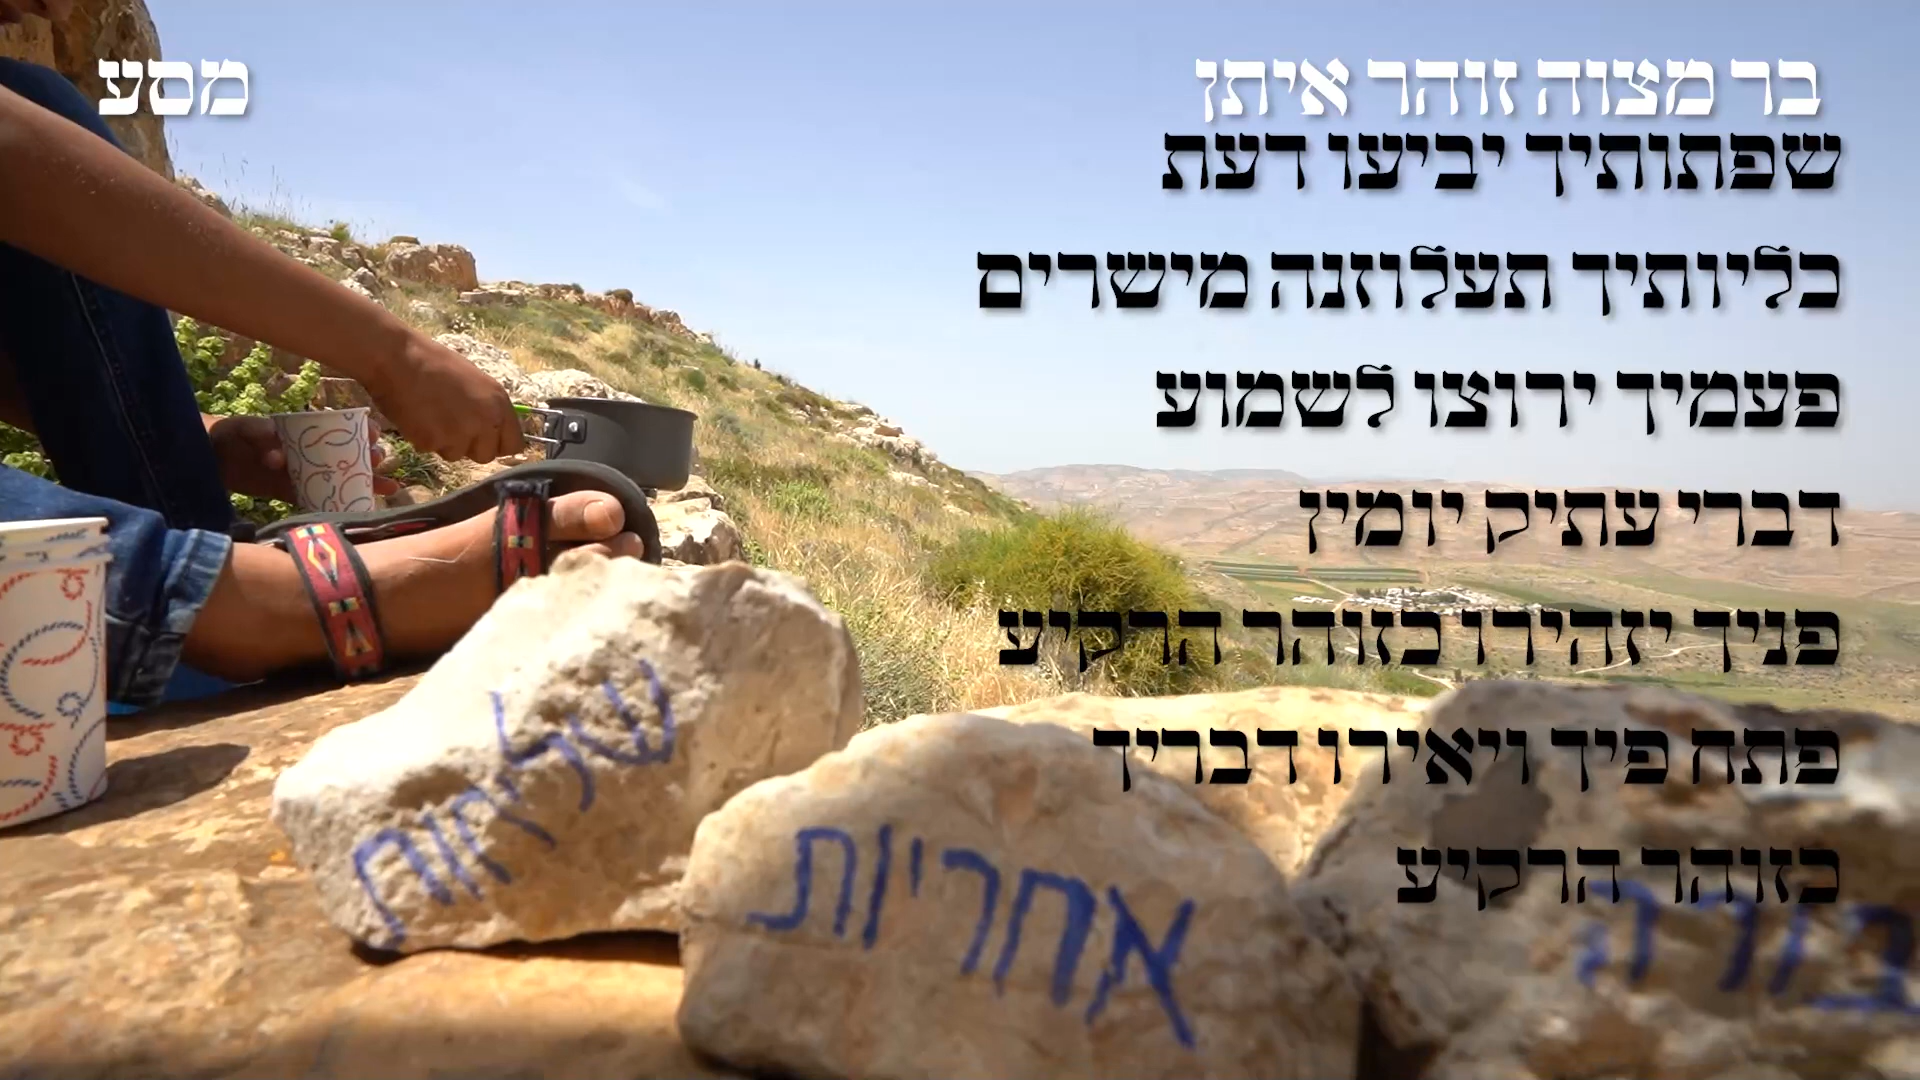 בר מצוה זוהר איתן
מסע
שפתותיך יביעו דעת
כליותיך תעלוזנה מישרים
פעמיך ירוצו לשמוע
דברי עתיק יומין
פניך יזהירו כזוהר הרקיע
פתח פיך ויאירו דבריך
כזוהר הרקיע
שליחות
אחריות